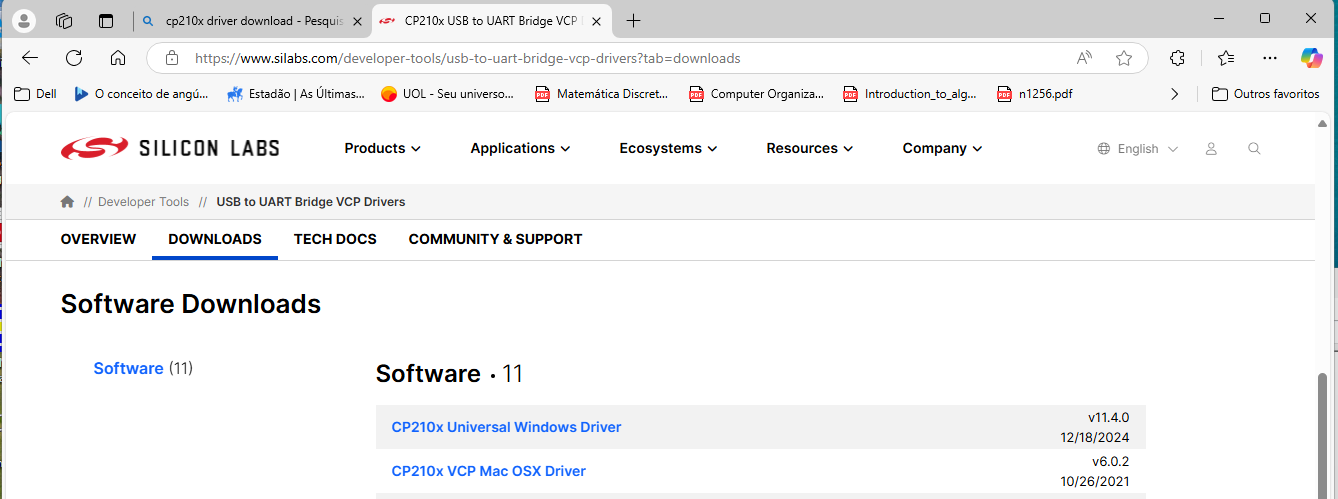 cp210x driver download - Pesquis
CP210x USB to UART Bridge VCP
https://www.silabs.com/developer-tools/usb-to-uart-bridge-vcp-drivers?tab=downloads
Dell O conceito de angú... Estadão | As Últimas... UOL - Seu universo... Matemática Discret... Computer Organiza... Introduction_to_alg... n1256.pdf Outros favoritos
SILICON LABS Products Applications Ecosystems Resources Company English
// Developer Tools // USB to UART Bridge VCP Drivers
OVERVIEW DOWNLOADS TECH DOCS COMMUNITY & SUPPORT
Software Downloads
Software (11)
Software • 11
CP210x Universal Windows Driver
v11.4.0
12/18/2024
CP210x VCP Mac OSX Driver
v6.0.2
10/26/2021